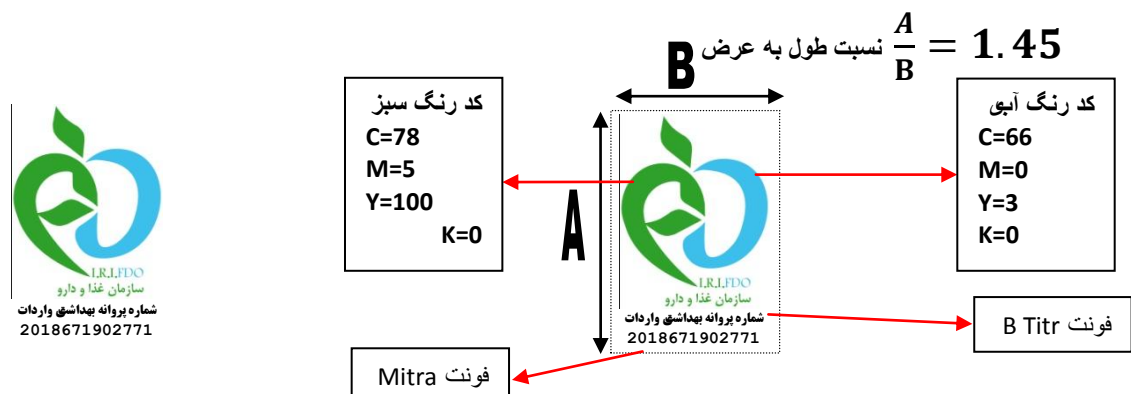 نسبت طول به عرض A/B = 1.45
B
کد رنگ آبی
C=66
M=0
Y=3
K=0
کد رنگ سبز
C=78
M=5
Y=100
K=0
A
I.R.I.FDO
سازمان غذا و دارو
شماره پروانه بهداشتی واردات
2018671902771
I.R.I.FDO
سازمان غذا و دارو
شماره پروانه بهداشتی واردات
2018671902771
فونت B Titr
فونت Mitra